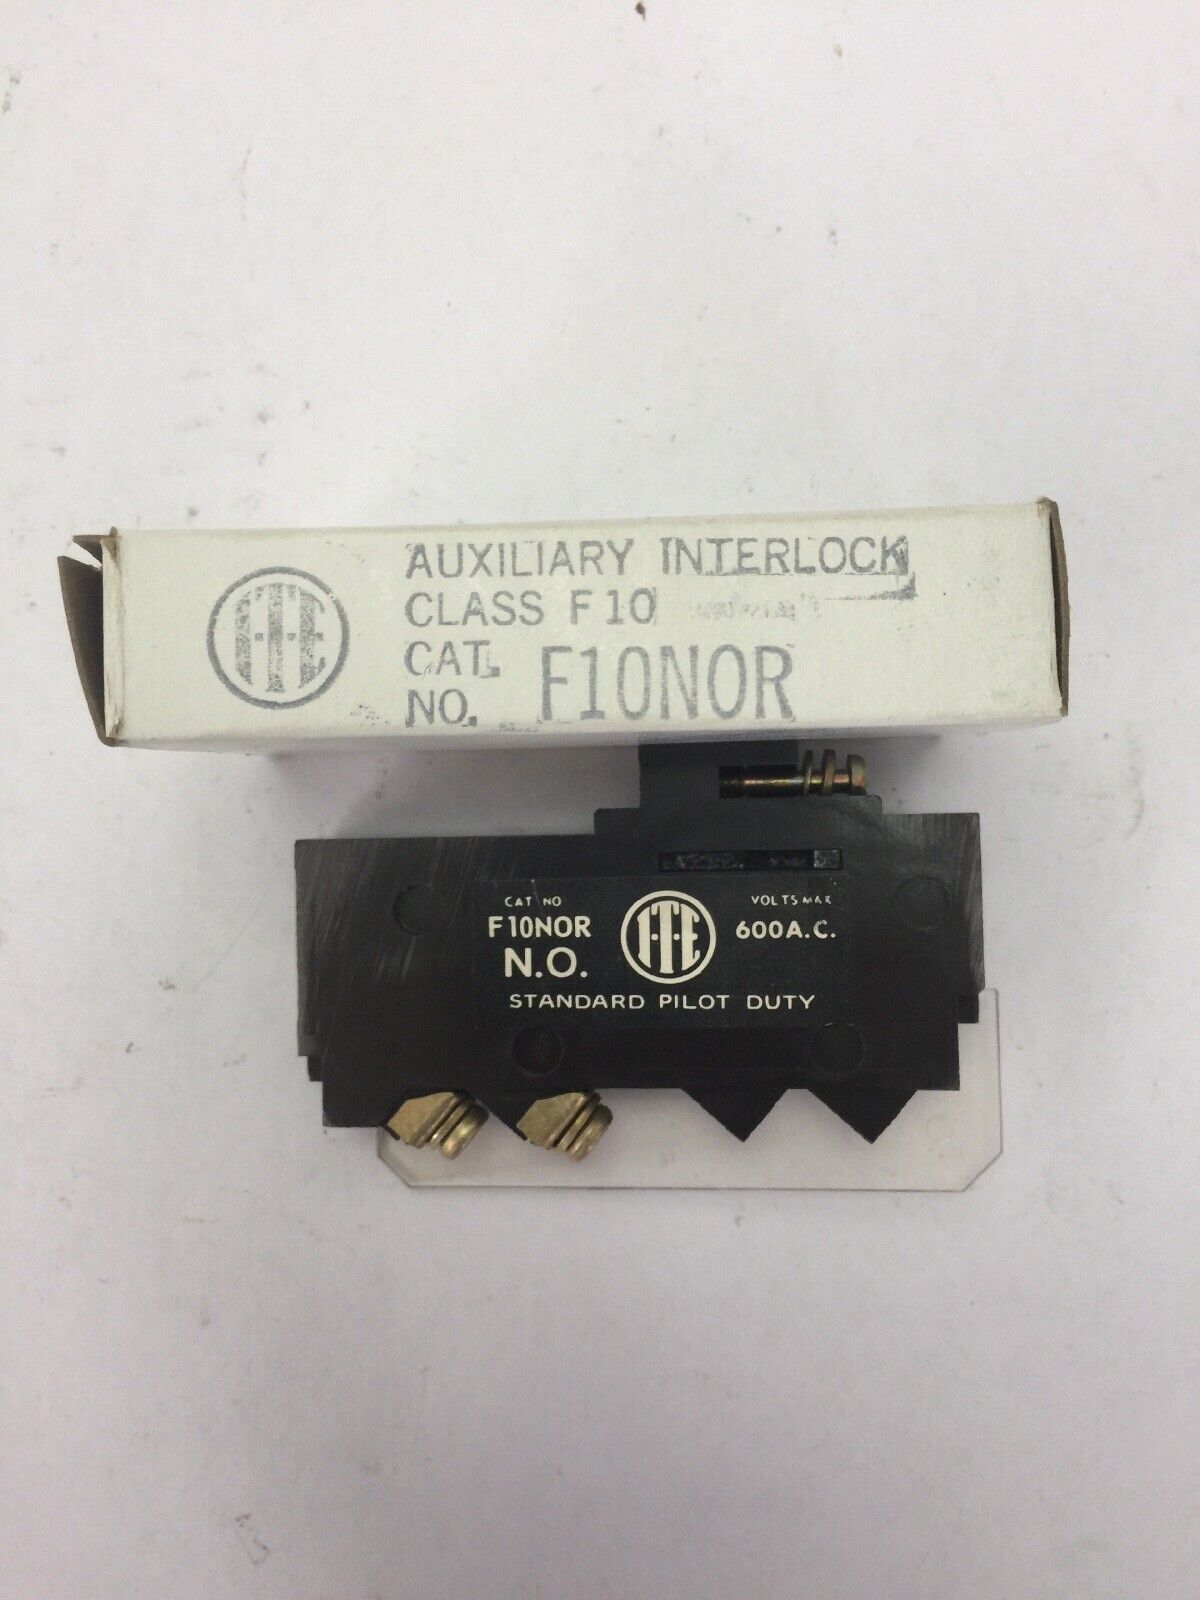 I-T-E
AUXILIARY INTERLOCK
CLASS F10
CAT.
NO. F10NOR
CAT NO
F10NOR
N.O.
I-T-E
VOLTS MAX
600A.C.
STANDARD PILOT DUTY